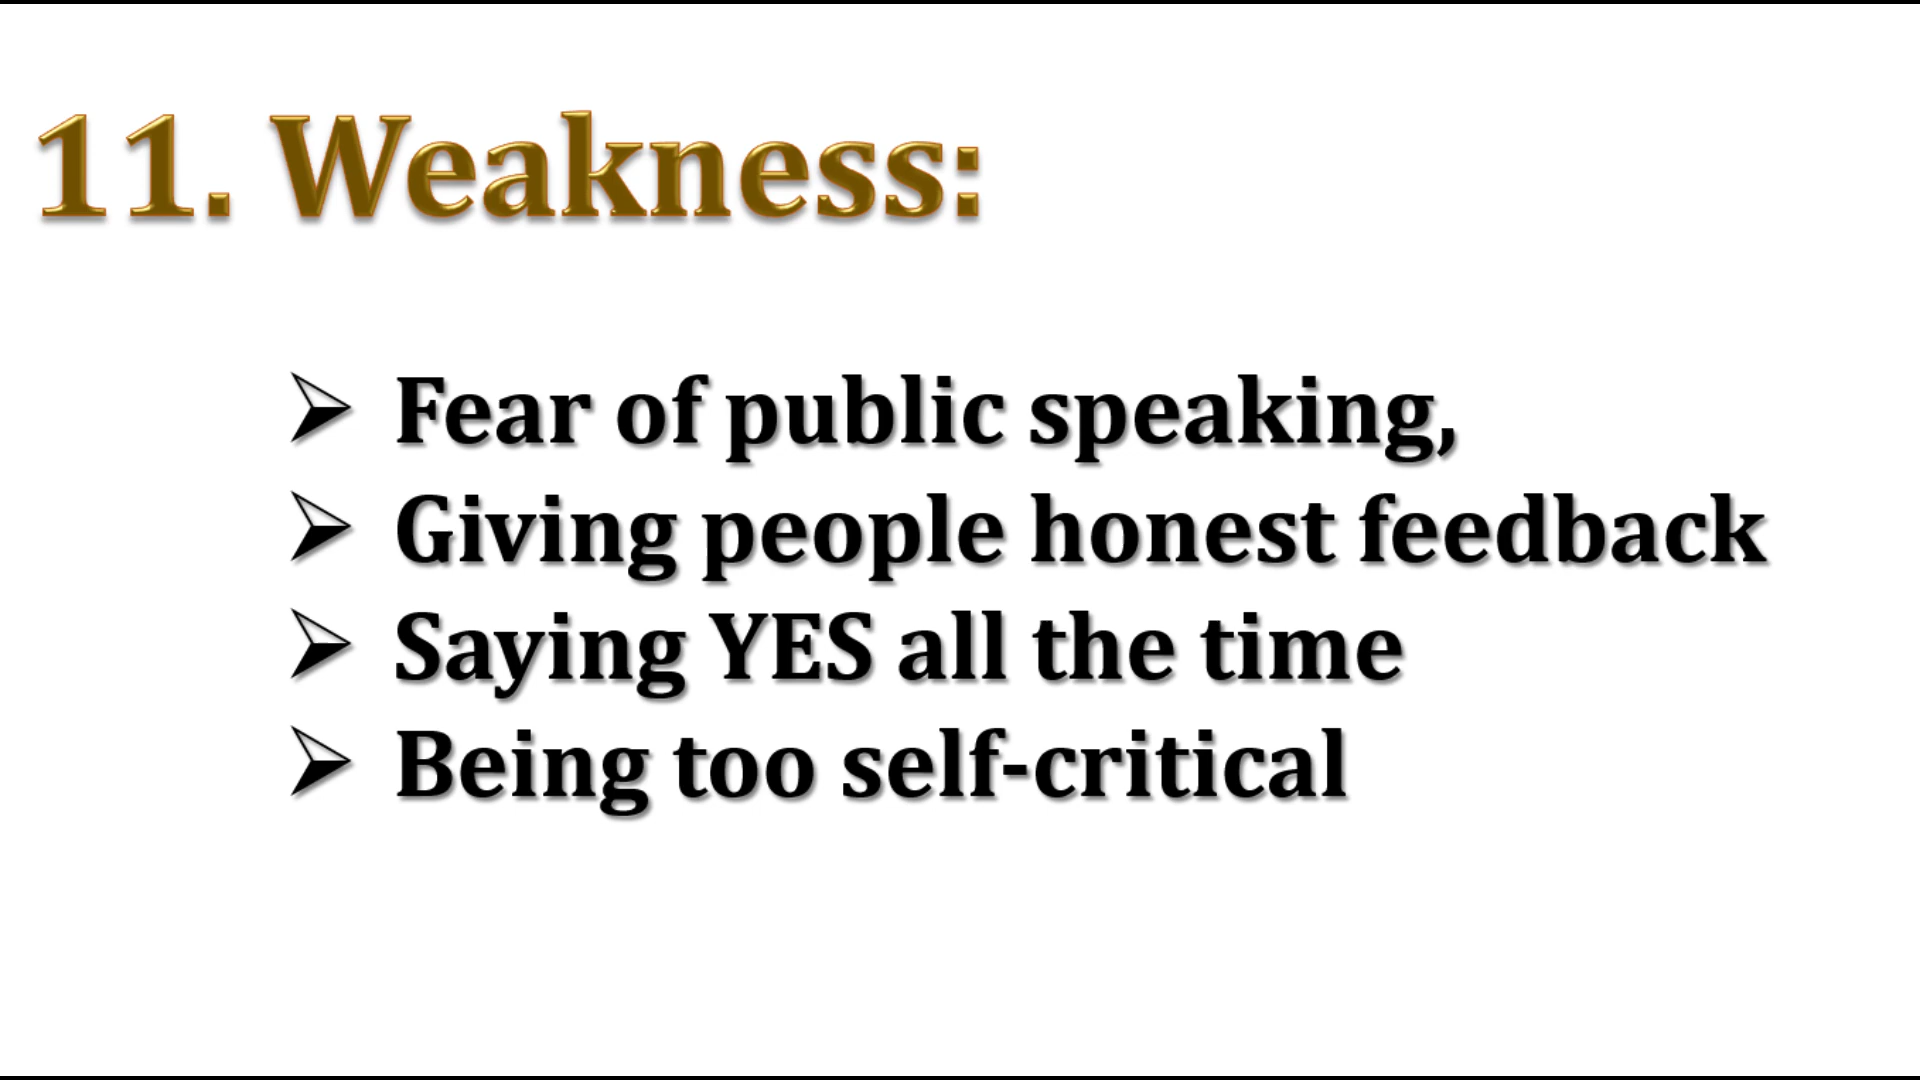 11. Weakness:
➢ Fear of public speaking,
➢ Giving people honest feedback
➢ Saying YES all the time
➢ Being too self-critical